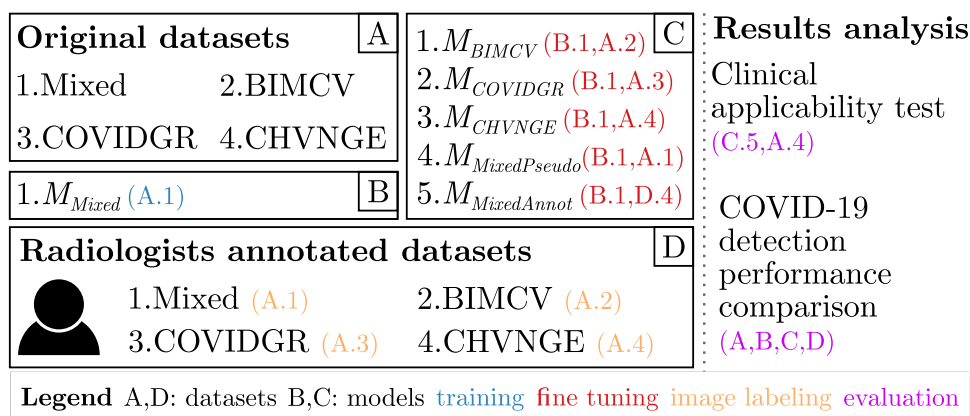 Original datasets A
1.Mixed 2.BIMCV
3.COVIDGR 4.CHVNGE
1.M_Mixed (A.1) B
C
1.M_BIMCV (B.1,A.2)
2.M_COVIDGR (B.1,A.3)
3.M_CHVNGE (B.1,A.4)
4.M_MixedPseudo(B.1,A.1)
5.M_MixedAnnot (B.1,D.4)
Radiologists annotated datasets D
1.Mixed (A.1) 2.BIMCV (A.2)
3.COVIDGR (A.3) 4.CHVNGE (A.4)
Results analysis
Clinical
applicability test
(C.5,A.4)
COVID-19
detection
performance
comparison
(A,B,C,D)
Legend A,D: datasets B,C: models training fine tuning image labeling evaluation